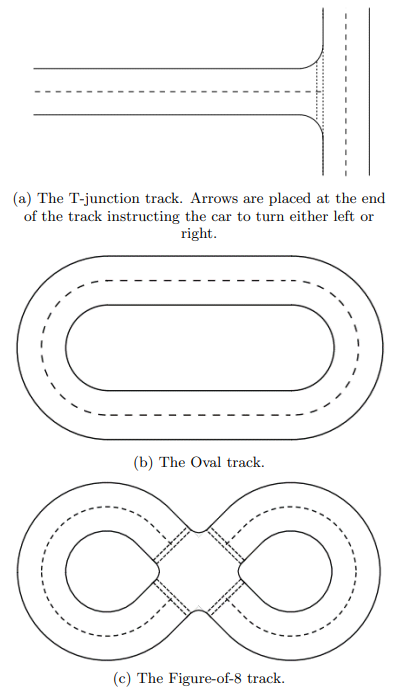 (a) The T-junction track. Arrows are placed at the end
of the track instructing the car to turn either left or
right.
(b) The Oval track.
(c) The Figure-of-8 track.